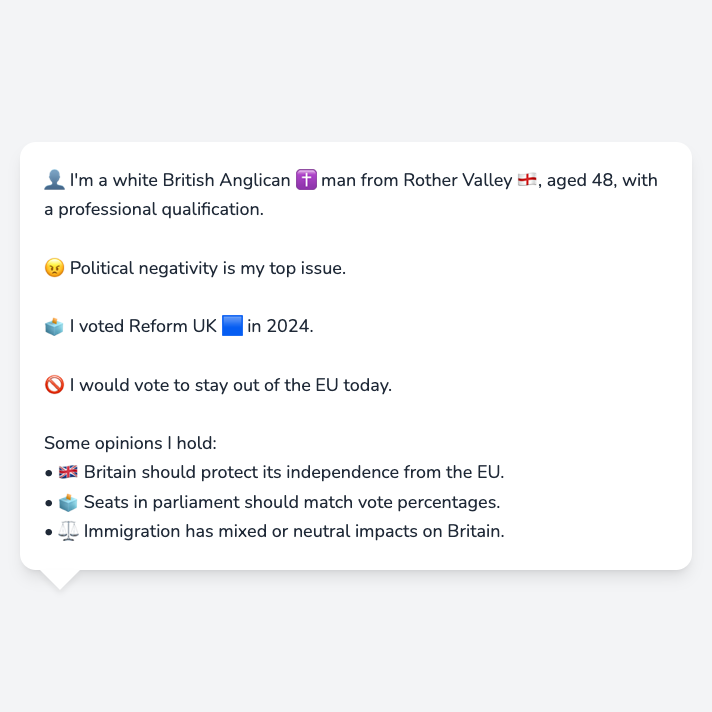 👤 I'm a white British Anglican ✝️ man from Rother Valley 🏴󠁧󠁢󠁥󠁮󠁧󠁿, aged 48, with
a professional qualification.
😠 Political negativity is my top issue.
🗳️ I voted Reform UK 🟦 in 2024.
🚫 I would vote to stay out of the EU today.
Some opinions I hold:
• 🇬🇧 Britain should protect its independence from the EU.
• 🗳️ Seats in parliament should match vote percentages.
• ⚖️ Immigration has mixed or neutral impacts on Britain.